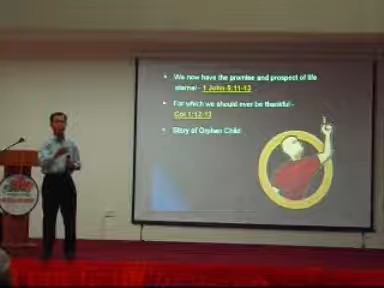 • We now have the promise and prospect of life
eternal - 1 John 5:11-13
• For which we should ever be thankful -
Col 1:12-13
• Story of Orphan Child